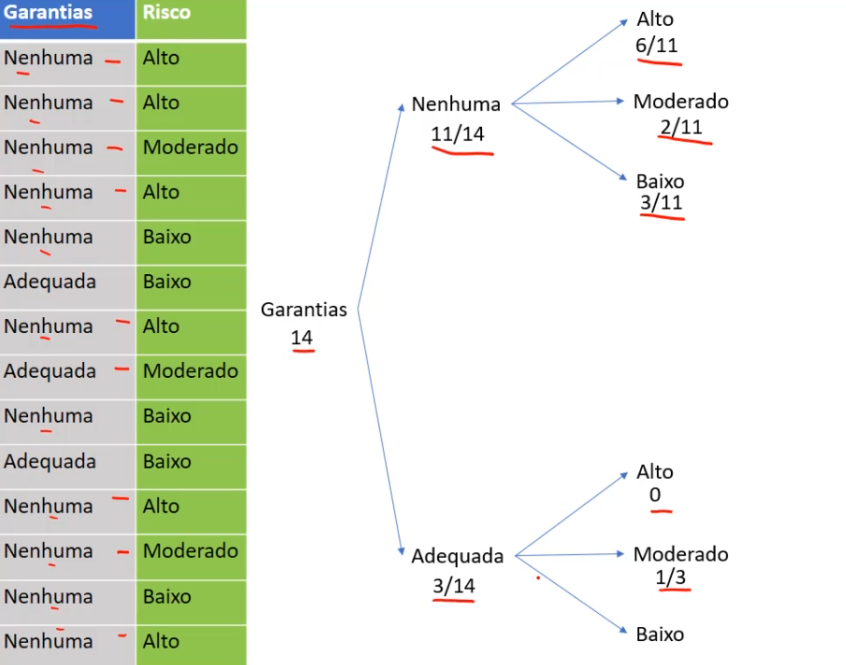 Garantias Risco
Nenhuma Alto
Nenhuma Alto
Nenhuma Moderado
Nenhuma Alto
Nenhuma Baixo
Adequada Baixo
Nenhuma Alto
Adequada Moderado
Nenhuma Baixo
Adequada Baixo
Nenhuma Alto
Nenhuma Moderado
Nenhuma Baixo
Nenhuma Alto
Garantias
14
Nenhuma
11/14
Alto
6/11
Moderado
2/11
Baixo
3/11
Adequada
3/14
Alto
0
Moderado
1/3
Baixo